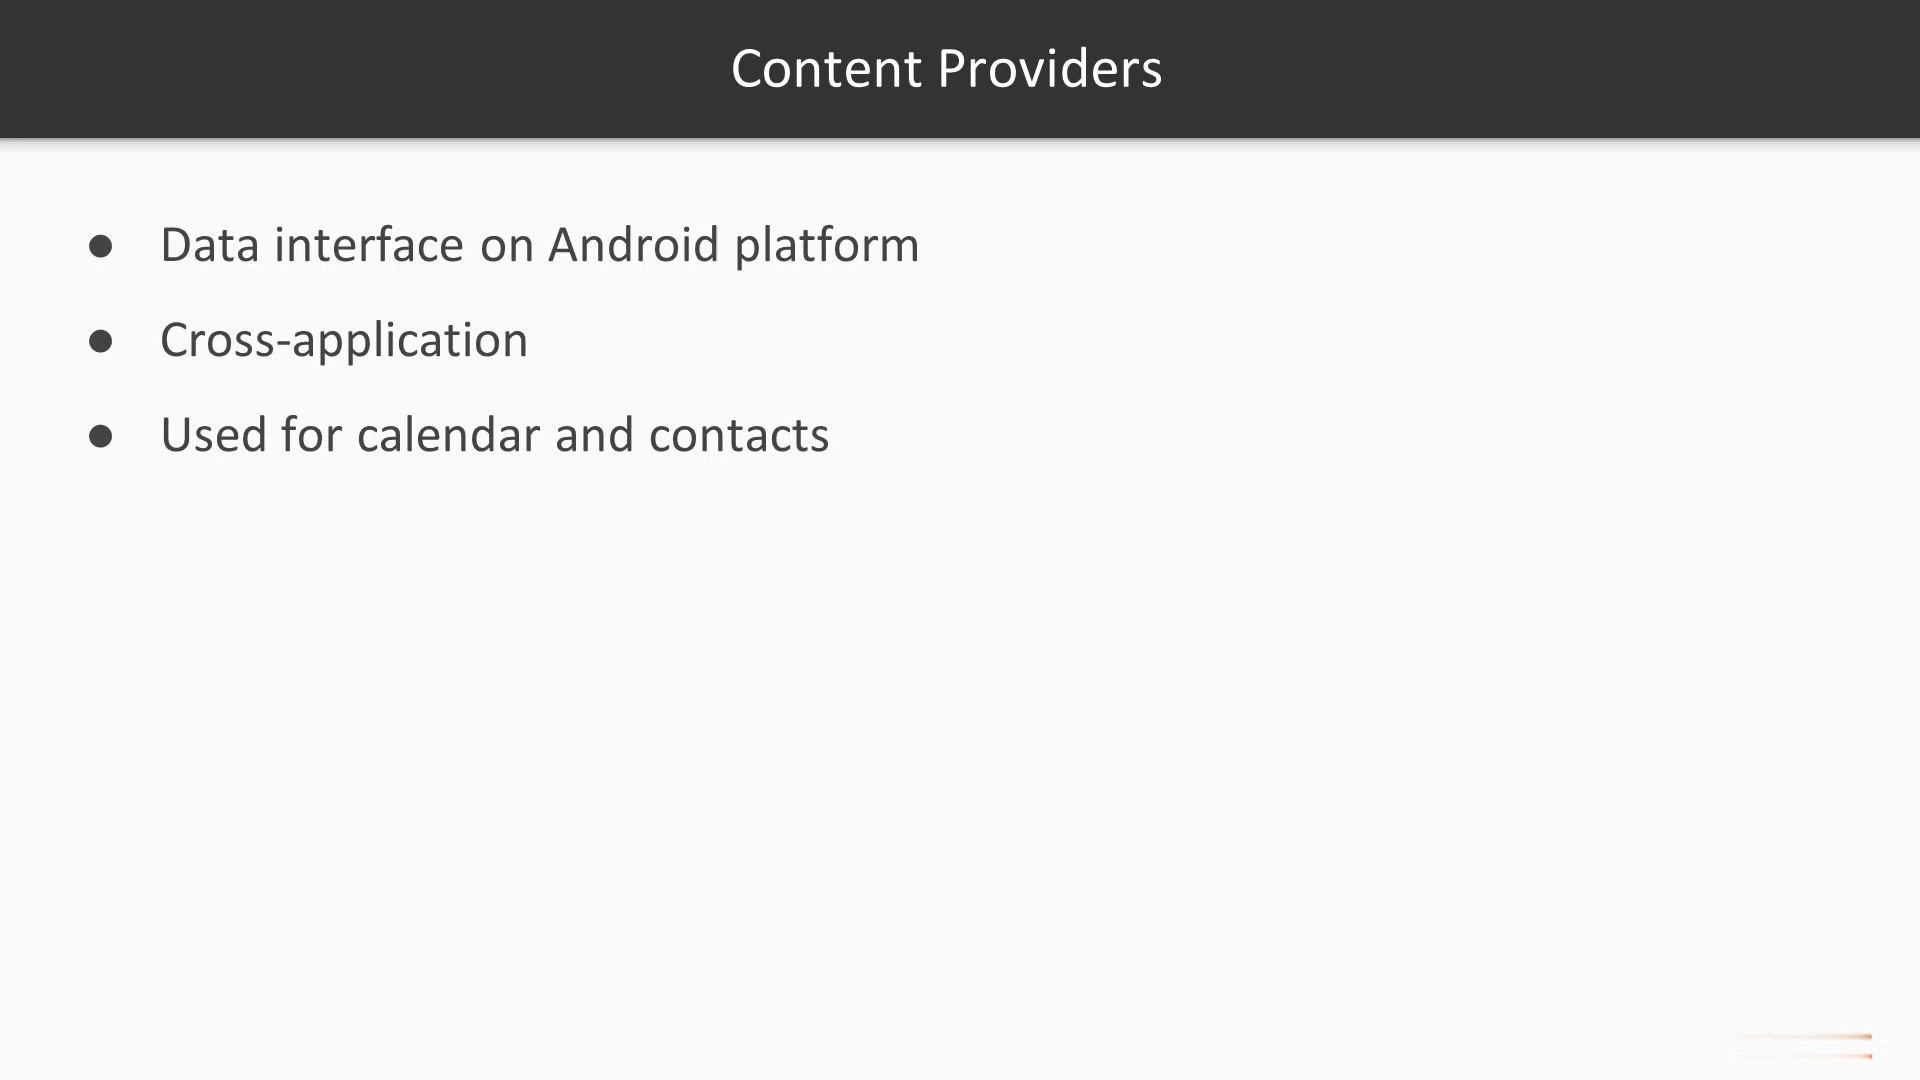 Content Providers
● Data interface on Android platform
● Cross-application
● Used for calendar and contacts